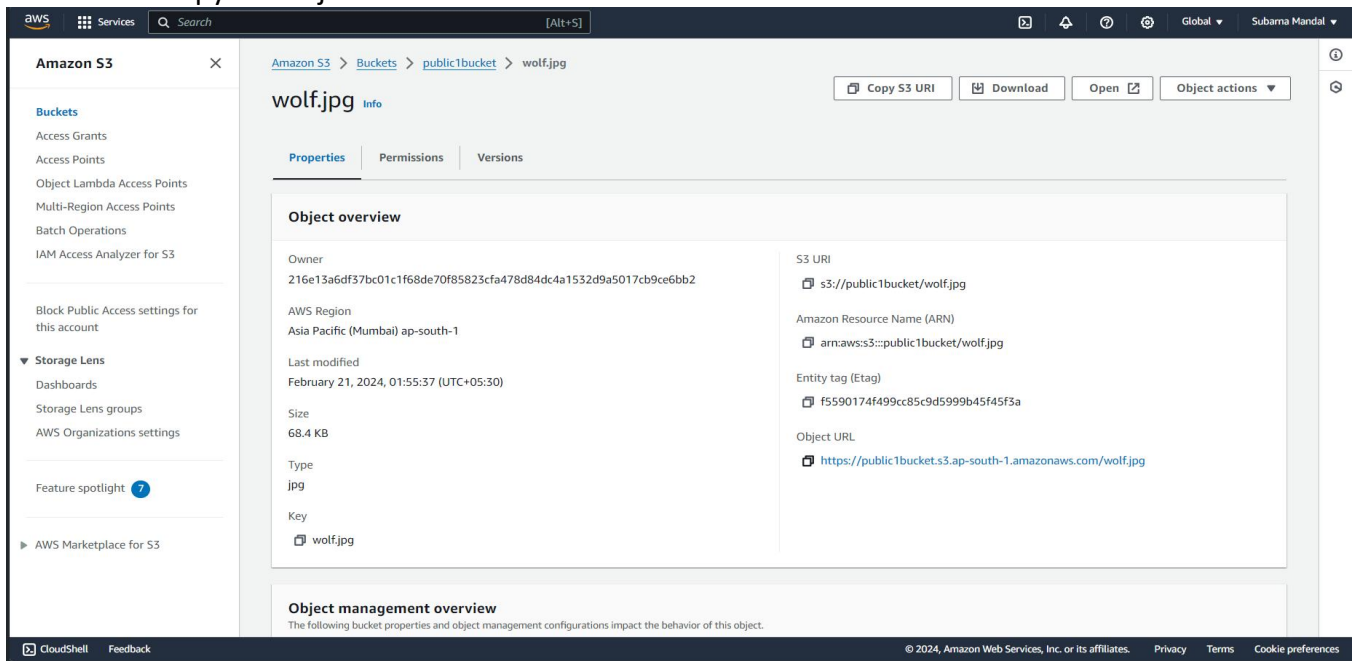 aws Services Search [Alt+S] Global Subarna Mandal
Amazon S3
Buckets
Access Grants
Access Points
Object Lambda Access Points
Multi-Region Access Points
Batch Operations
IAM Access Analyzer for S3
Block Public Access settings for
this account
Storage Lens
Dashboards
Storage Lens groups
AWS Organizations settings
Feature spotlight 7
AWS Marketplace for S3
Amazon S3 > Buckets > public1bucket > wolf.jpg
wolf.jpg Info
Copy S3 URI Download Open Object actions
Properties Permissions Versions
Object overview
Owner
216e13a6df37bc01c1f68de70f85823cfa478d84dc4a1532d9a5017cb9ce6bb2
AWS Region
Asia Pacific (Mumbai) ap-south-1
Last modified
February 21, 2024, 01:55:37 (UTC+05:30)
Size
68.4 KB
Type
jpg
Key
wolf.jpg
S3 URI
s3://public1bucket/wolf.jpg
Amazon Resource Name (ARN)
arn:aws:s3:::public1bucket/wolf.jpg
Entity tag (Etag)
f5590174f499cc85c9d5999b45f45f3a
Object URL
https://public1bucket.s3.ap-south-1.amazonaws.com/wolf.jpg
Object management overview
The following bucket properties and object management configurations impact the behavior of this object.
CloudShell Feedback © 2024, Amazon Web Services, Inc. or its affiliates. Privacy Terms Cookie preferences